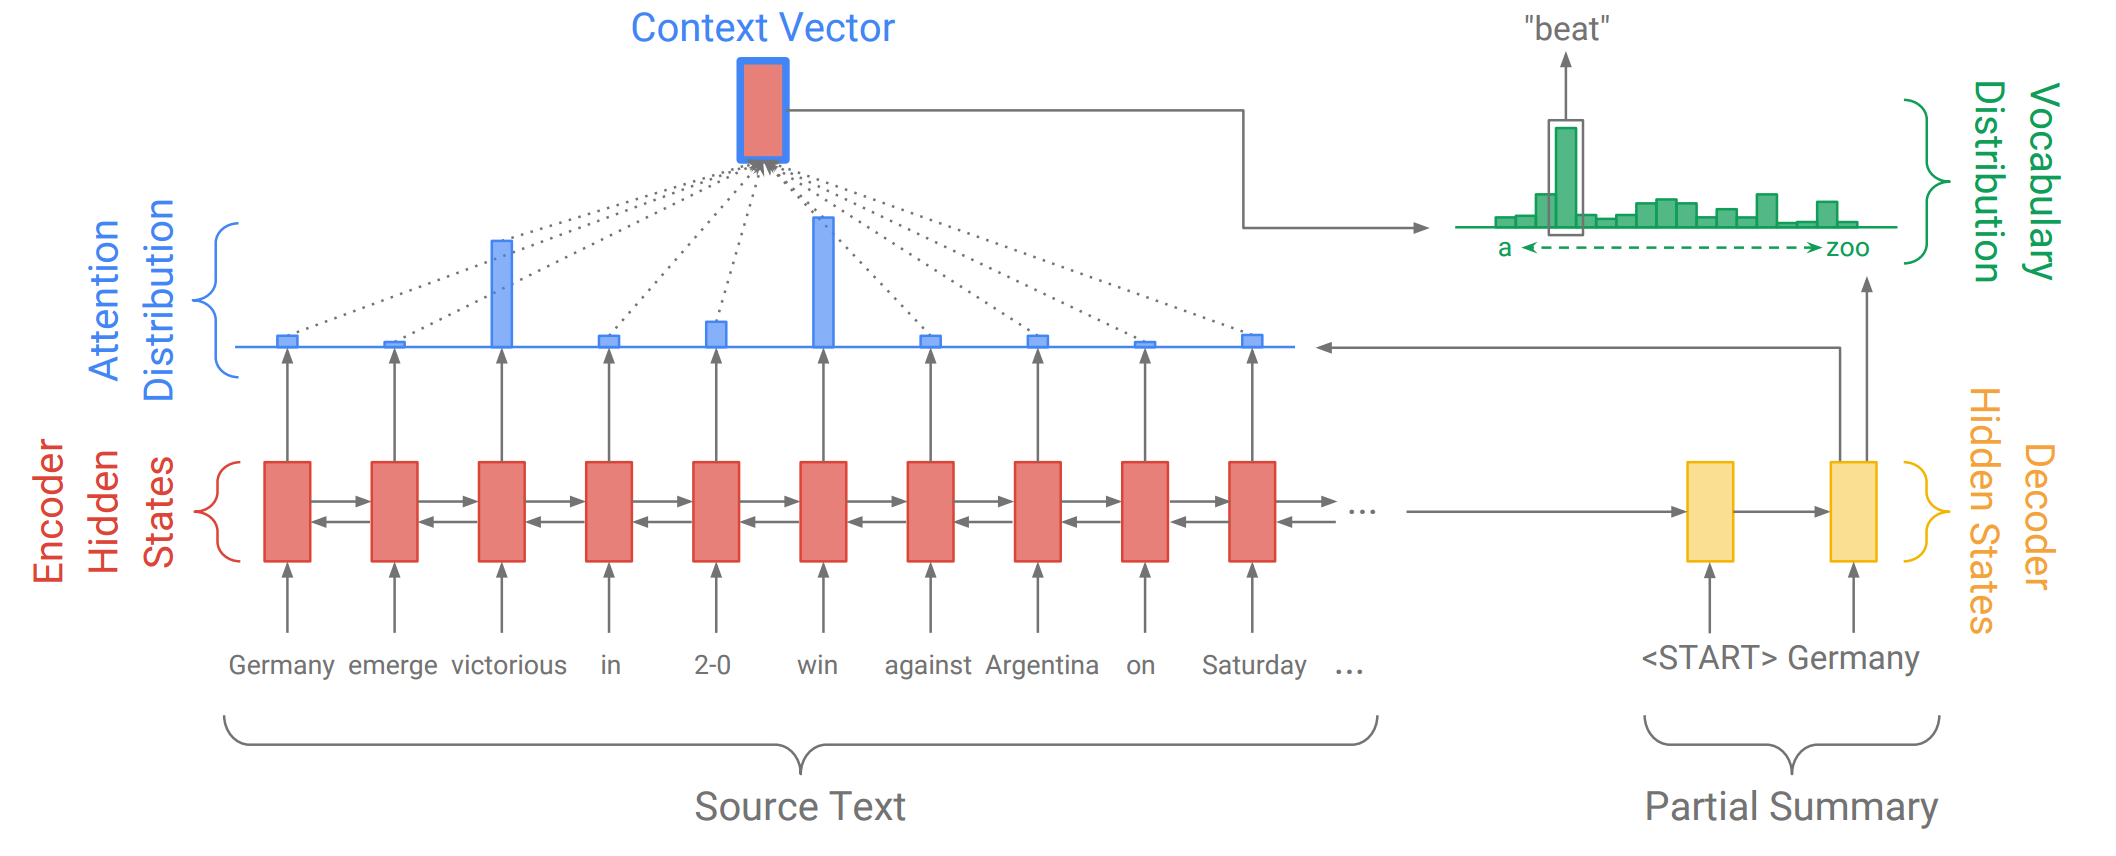 Context Vector
"beat"
Vocabulary
Distribution
a
zoo
Attention
Distribution
Encoder
Hidden
States
...
Decoder
Hidden States
Germany emerge victorious in 2-0 win against Argentina on Saturday ...
<START> Germany
Source Text
Partial Summary